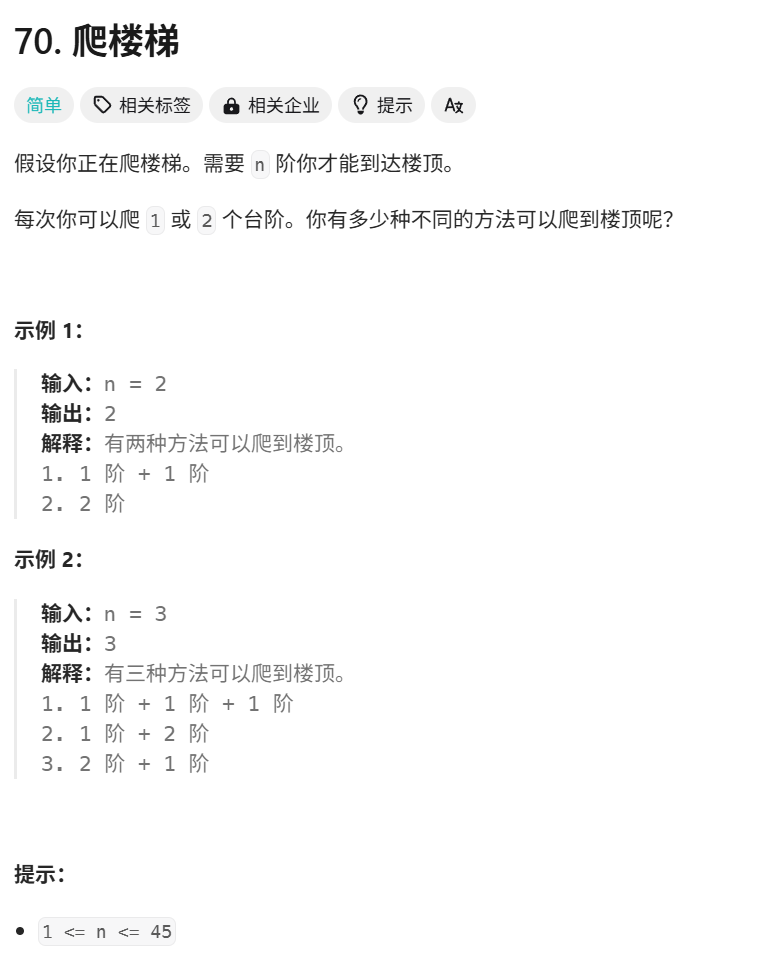 70. 爬楼梯
简单 相关标签 相关企业 提示 A文
假设你正在爬楼梯。需要 n 阶你才能到达楼顶。
每次你可以爬 1 或 2 个台阶。你有多少种不同的方法可以爬到楼顶呢？
示例 1：
输入：n = 2
输出：2
解释：有两种方法可以爬到楼顶。
1. 1 阶 + 1 阶
2. 2 阶
示例 2：
输入：n = 3
输出：3
解释：有三种方法可以爬到楼顶。
1. 1 阶 + 1 阶 + 1 阶
2. 1 阶 + 2 阶
3. 2 阶 + 1 阶
提示：
• 1 <= n <= 45